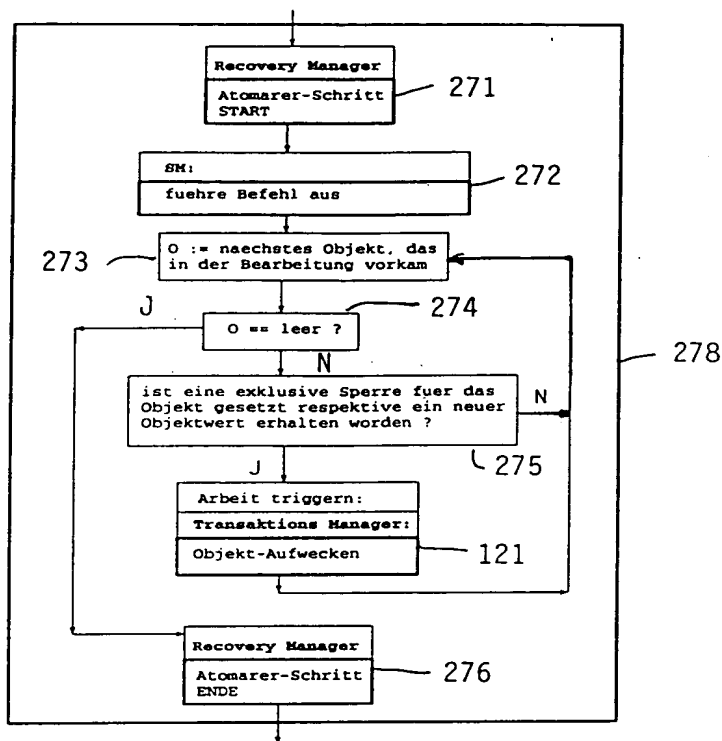 Recovery Manager
Atomarer-Schritt
START
271
SM:
fuehre Befehl aus
272
273
O := naechstes Objekt, das
in der Bearbeitung vorkam
274
J
O == leer ?
N
278
ist eine exklusive Sperre fuer das
Objekt gesetzt respektive ein neuer
Objektwert erhalten worden ?
N
275
J
Arbeit triggern:
Transaktions Manager:
Objekt-Aufwecken
121
Recovery Manager
Atomarer-Schritt
ENDE
276